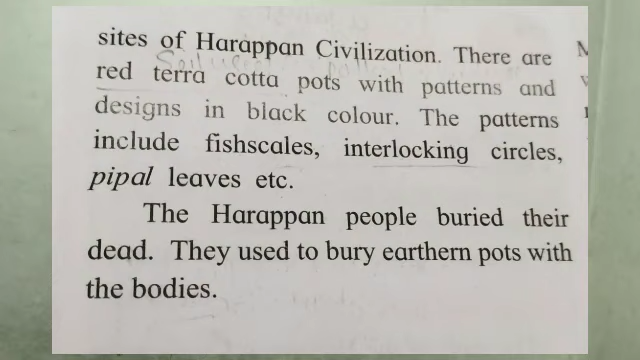 sites of Harappan Civilization. There are
red terra cotta pots with patterns and
designs in black colour. The patterns
include fishscales, interlocking circles,
pipal leaves etc.
The Harappan people buried their
dead. They used to bury earthern pots with
the bodies.